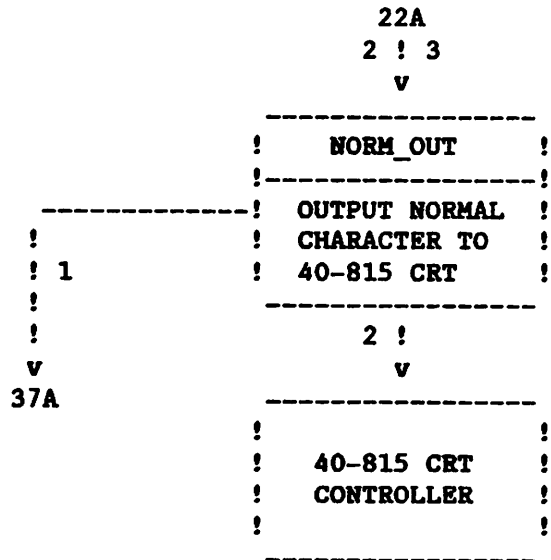 22A
2 ! 3
v
------------------
! NORM_OUT !
!------------------!
---------------! OUTPUT NORMAL !
! ! CHARACTER TO !
! 1 ! 40-815 CRT !
! ------------------
! 2 !
v v
37A ------------------
! !
! 40-815 CRT !
! CONTROLLER !
! !
------------------